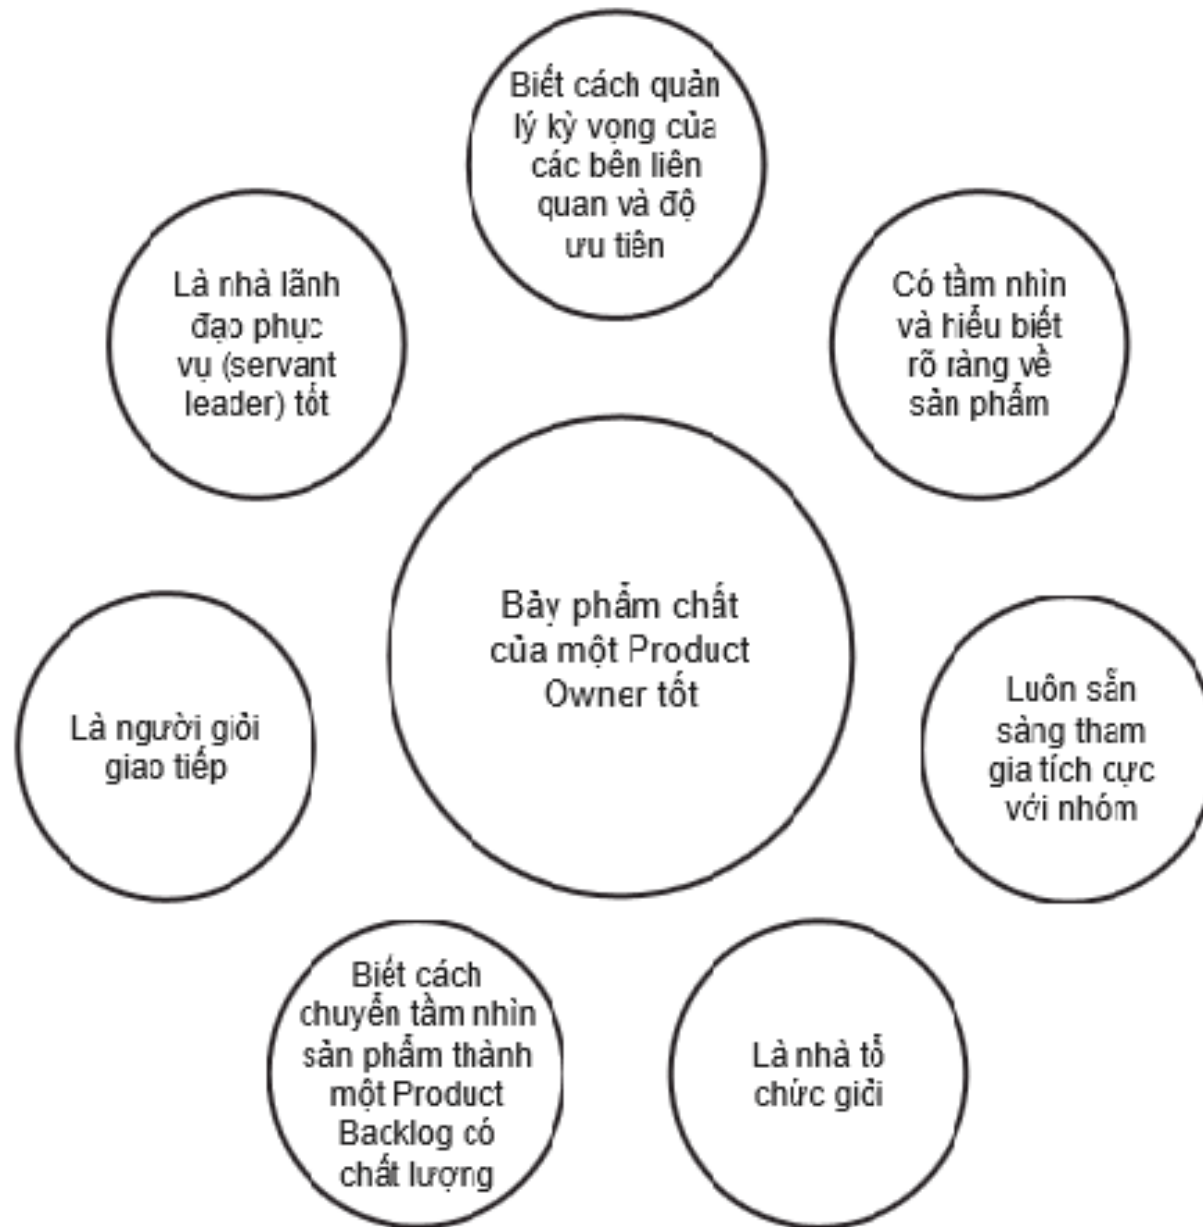 Biết cách quản
lý kỳ vọng của
các bên liên
quan và độ
ưu tiên
Là nhà lãnh
đạo phục
vụ (servant
leader) tốt
Có tầm nhìn
và hiểu biết
rõ ràng về
sản phẩm
Bảy phẩm chất
của một Product
Owner tốt
Là người giỏi
giao tiếp
Luôn sẵn
sàng tham
gia tích cực
với nhóm
Biết cách
chuyển tầm nhìn
sản phẩm thành
một Product
Backlog có
chất lượng
Là nhà tổ
chức giỏi